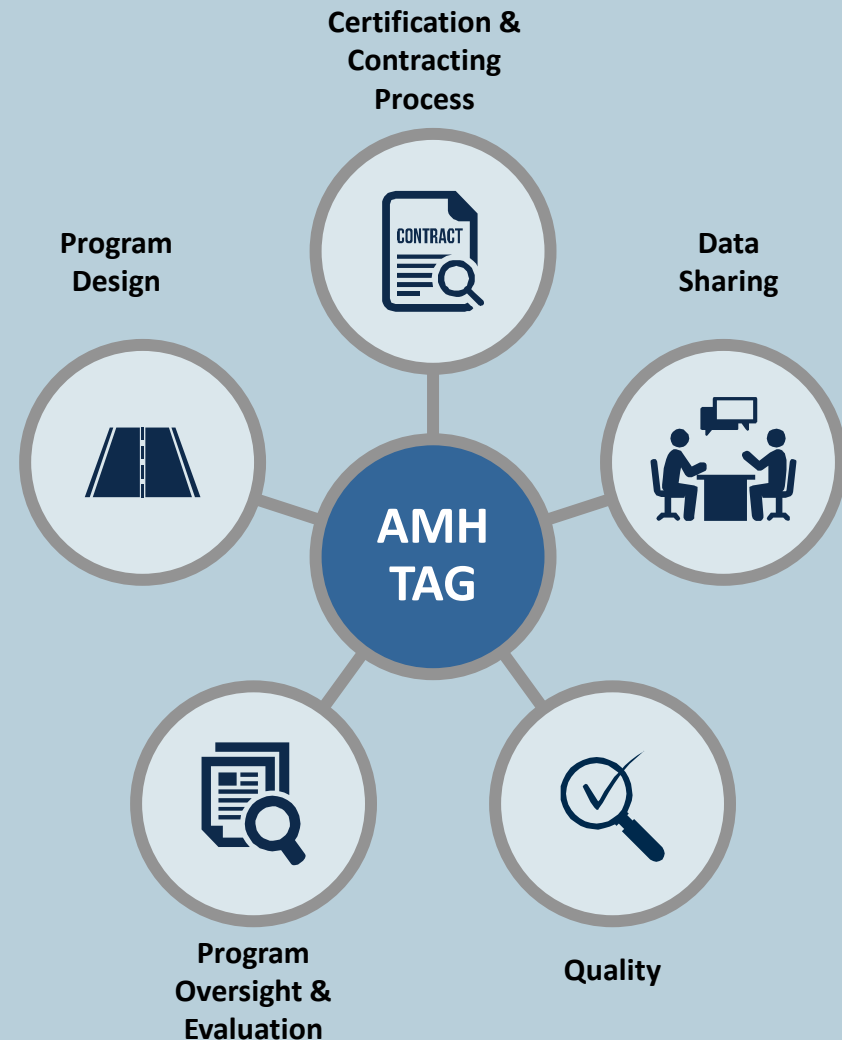 Certification &
Contracting
Process
CONTRACT
Program
Design
Data
Sharing
AMH
TAG
Program
Oversight &
Evaluation
Quality